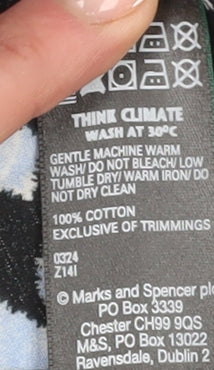 THINK CLIMATE
WASH AT 30ºC
GENTLE MACHINE WARM
WASH/ DO NOT BLEACH/ LOW
TUMBLE DRY/ WARM IRON/ DO
NOT DRY CLEAN
100% COTTON
EXCLUSIVE OF TRIMMINGS
0324
Z14I
© Marks and Spencer plc
PO Box 3339
Chester CH99 9QS
M&S, PO Box 13022
Ravensdale, Dublin 2